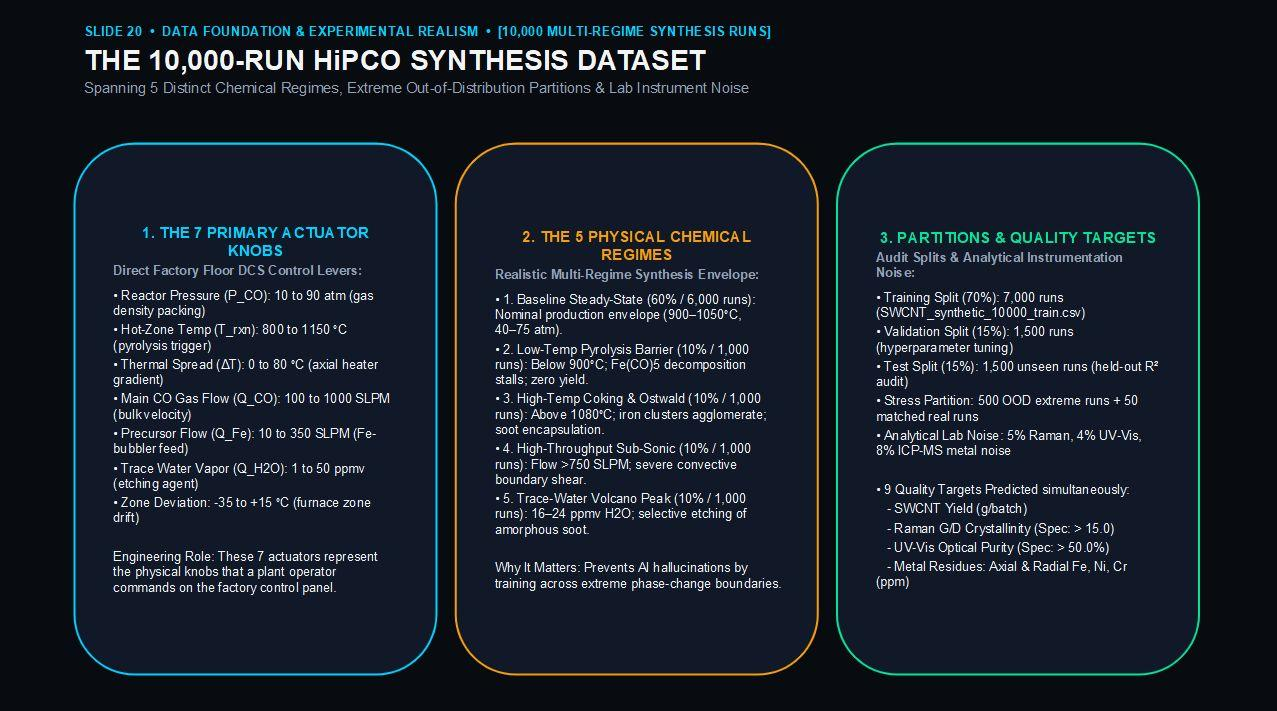 SLIDE 20 • DATA FOUNDATION & EXPERIMENTAL REALISM • [10,000 MULTI-REGIME SYNTHESIS RUNS]
THE 10,000-RUN HiPCO SYNTHESIS DATASET
Spanning 5 Distinct Chemical Regimes, Extreme Out-of-Distribution Partitions & Lab Instrument Noise
1. THE 7 PRIMARY ACTUATOR
KNOBS
Direct Factory Floor DCS Control Levers:
• Reactor Pressure (P_CO): 10 to 90 atm (gas
density packing)
• Hot-Zone Temp (T_rxn): 800 to 1150 °C
(pyrolysis trigger)
• Thermal Spread (ΔT): 0 to 80 °C (axial heater
gradient)
• Main CO Gas Flow (Q_CO): 100 to 1000 SLPM
(bulk velocity)
• Precursor Flow (Q_Fe): 10 to 350 SLPM (Fe-
bubbler feed)
• Trace Water Vapor (Q_H2O): 1 to 50 ppmv
(etching agent)
• Zone Deviation: -35 to +15 °C (furnace zone
drift)
Engineering Role: These 7 actuators represent
the physical knobs that a plant operator
commands on the factory control panel.
2. THE 5 PHYSICAL CHEMICAL
REGIMES
Realistic Multi-Regime Synthesis Envelope:
• 1. Baseline Steady-State (60% / 6,000 runs):
Nominal production envelope (900–1050°C,
40–75 atm).
• 2. Low-Temp Pyrolysis Barrier (10% / 1,000
runs): Below 900°C; Fe(CO)5 decomposition
stalls; zero yield.
• 3. High-Temp Coking & Ostwald (10% / 1,000
runs): Above 1080°C; iron clusters agglomerate;
soot encapsulation.
• 4. High-Throughput Sub-Sonic (10% / 1,000
runs): Flow >750 SLPM; severe convective
boundary shear.
• 5. Trace-Water Volcano Peak (10% / 1,000
runs): 16–24 ppmv H2O; selective etching of
amorphous soot.
Why It Matters: Prevents AI hallucinations by
training across extreme phase-change boundaries.
3. PARTITIONS & QUALITY TARGETS
Audit Splits & Analytical Instrumentation
Noise:
• Training Split (70%): 7,000 runs
(SWCNT_synthetic_10000_train.csv)
• Validation Split (15%): 1,500 runs
(hyperparameter tuning)
• Test Split (15%): 1,500 unseen runs (held-out R²
audit)
• Stress Partition: 500 OOD extreme runs + 50
matched real runs
• Analytical Lab Noise: 5% Raman, 4% UV-Vis,
8% ICP-MS metal noise
• 9 Quality Targets Predicted simultaneously:
- SWCNT Yield (g/batch)
- Raman G/D Crystallinity (Spec: > 15.0)
- UV-Vis Optical Purity (Spec: > 50.0%)
- Metal Residues: Axial & Radial Fe, Ni, Cr
(ppm)